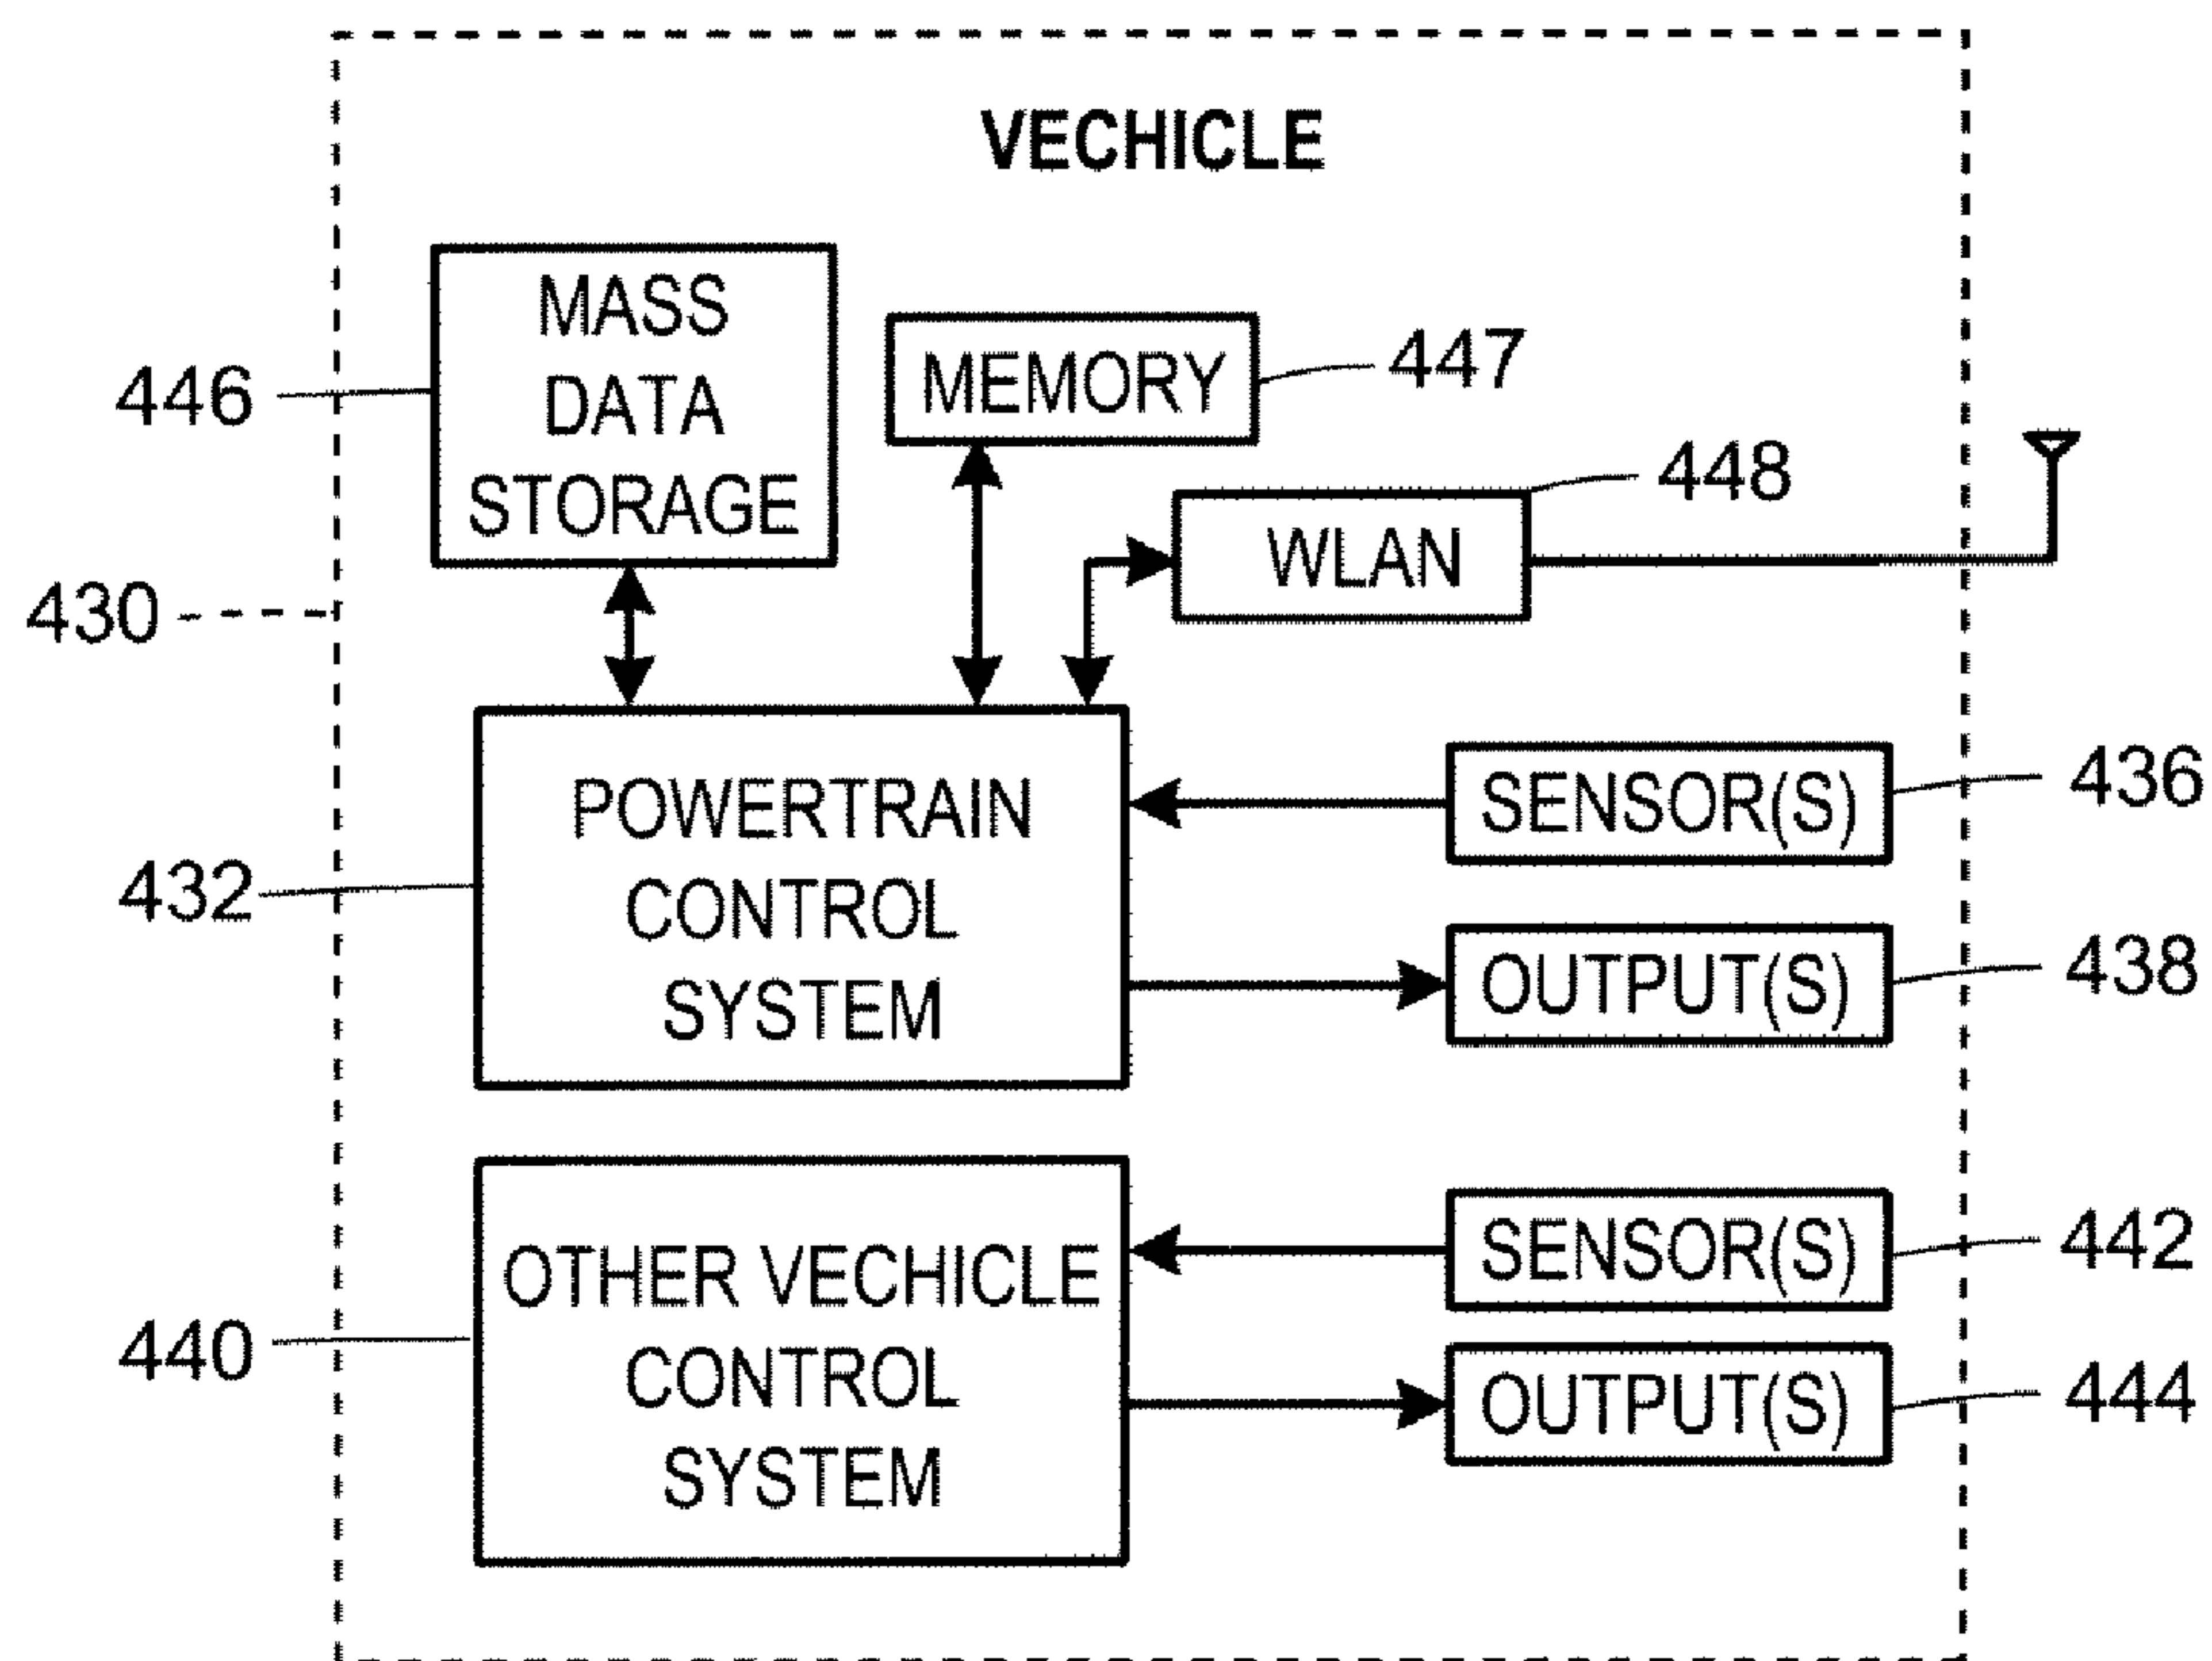 VECHICLE
MASS
DATA
STORAGE
446
MEMORY
447
448
WLAN
430
POWERTRAIN
CONTROL
SYSTEM
432
SENSOR(S)
436
OUTPUT(S)
438
OTHER VECHICLE
CONTROL
SYSTEM
440
SENSOR(S)
442
OUTPUT(S)
444